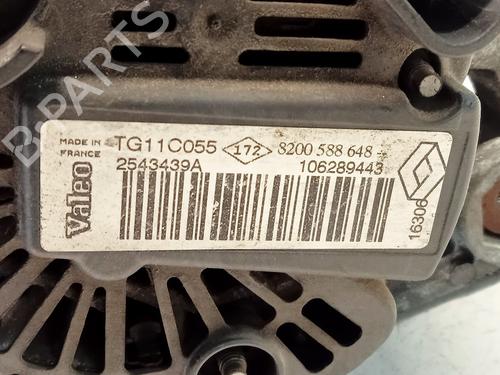 B-PARTS
MADE IN
FRANCE
TG11C055 172 8200 588 648
2543439A 106289443
Valeo
16306